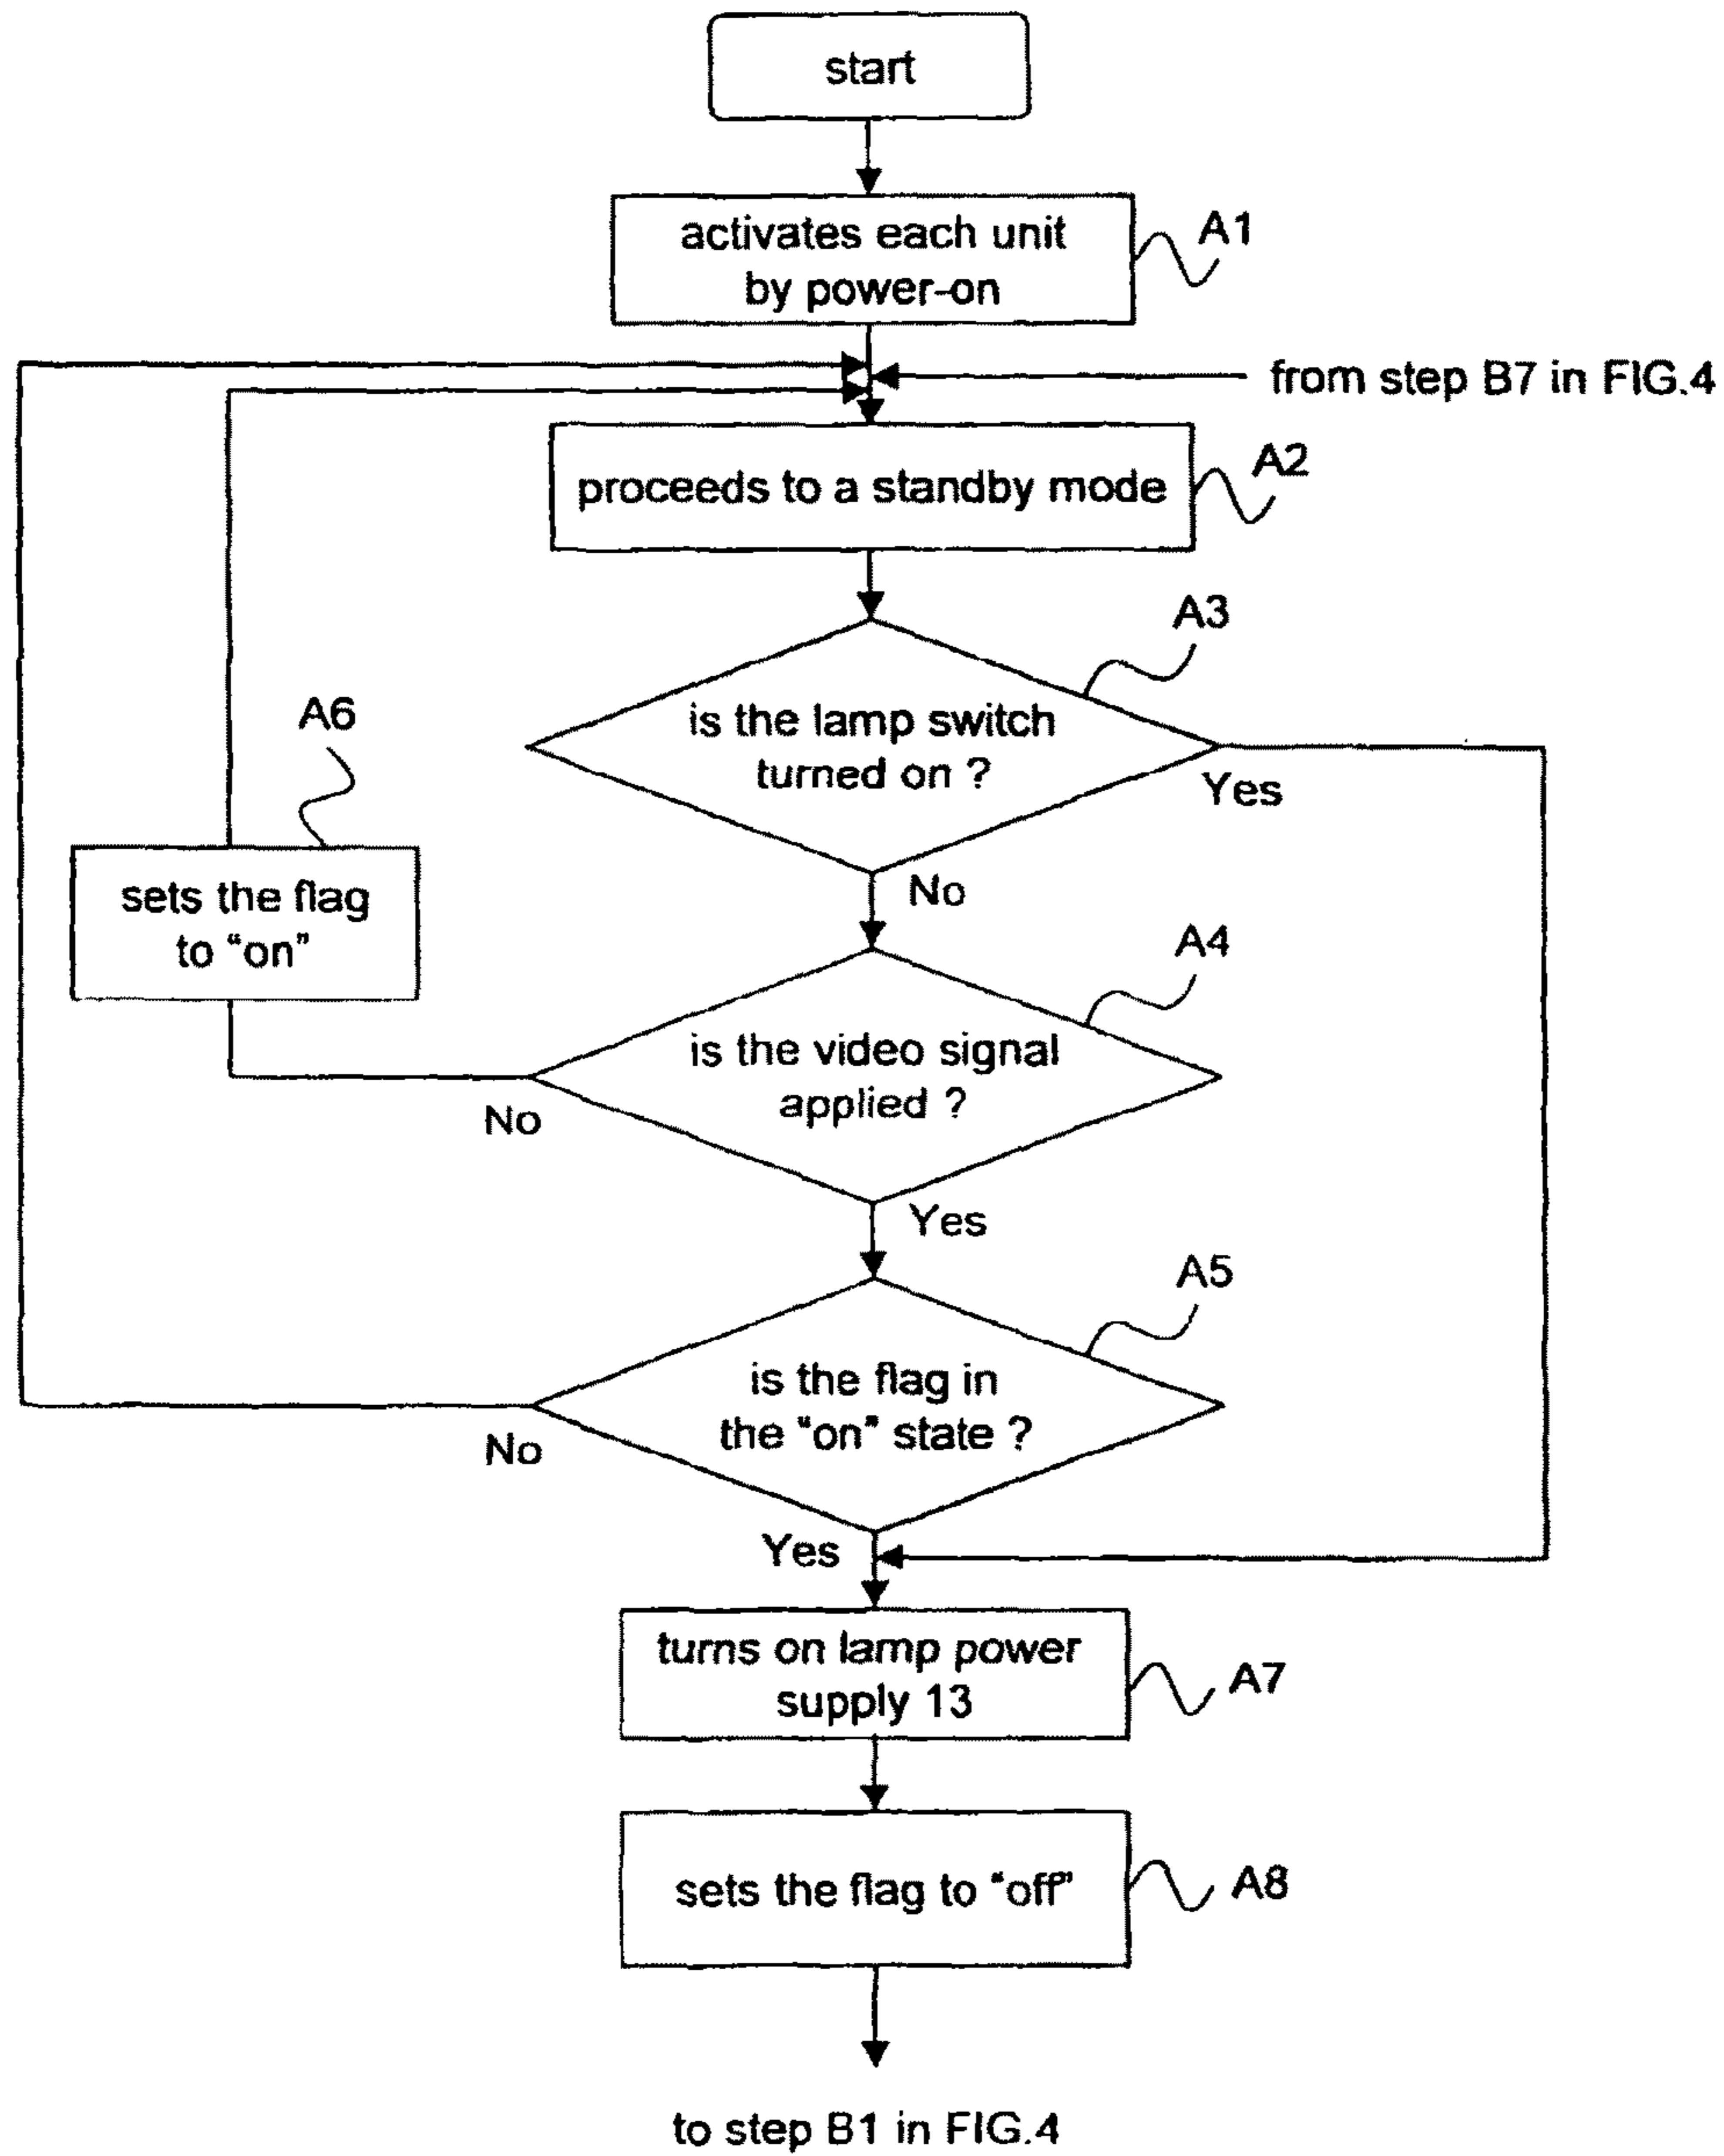 start
activates each unit
by power-on
A1
from step B7 in FIG.4
proceeds to a standby mode
A2
A3
is the lamp switch
turned on ?
Yes
No
A6
sets the flag
to “on”
A4
is the video signal
applied ?
No
Yes
A5
is the flag in
the “on” state ?
No
Yes
turns on lamp power
supply 13
A7
sets the flag to “off”
A8
to step B1 in FIG.4